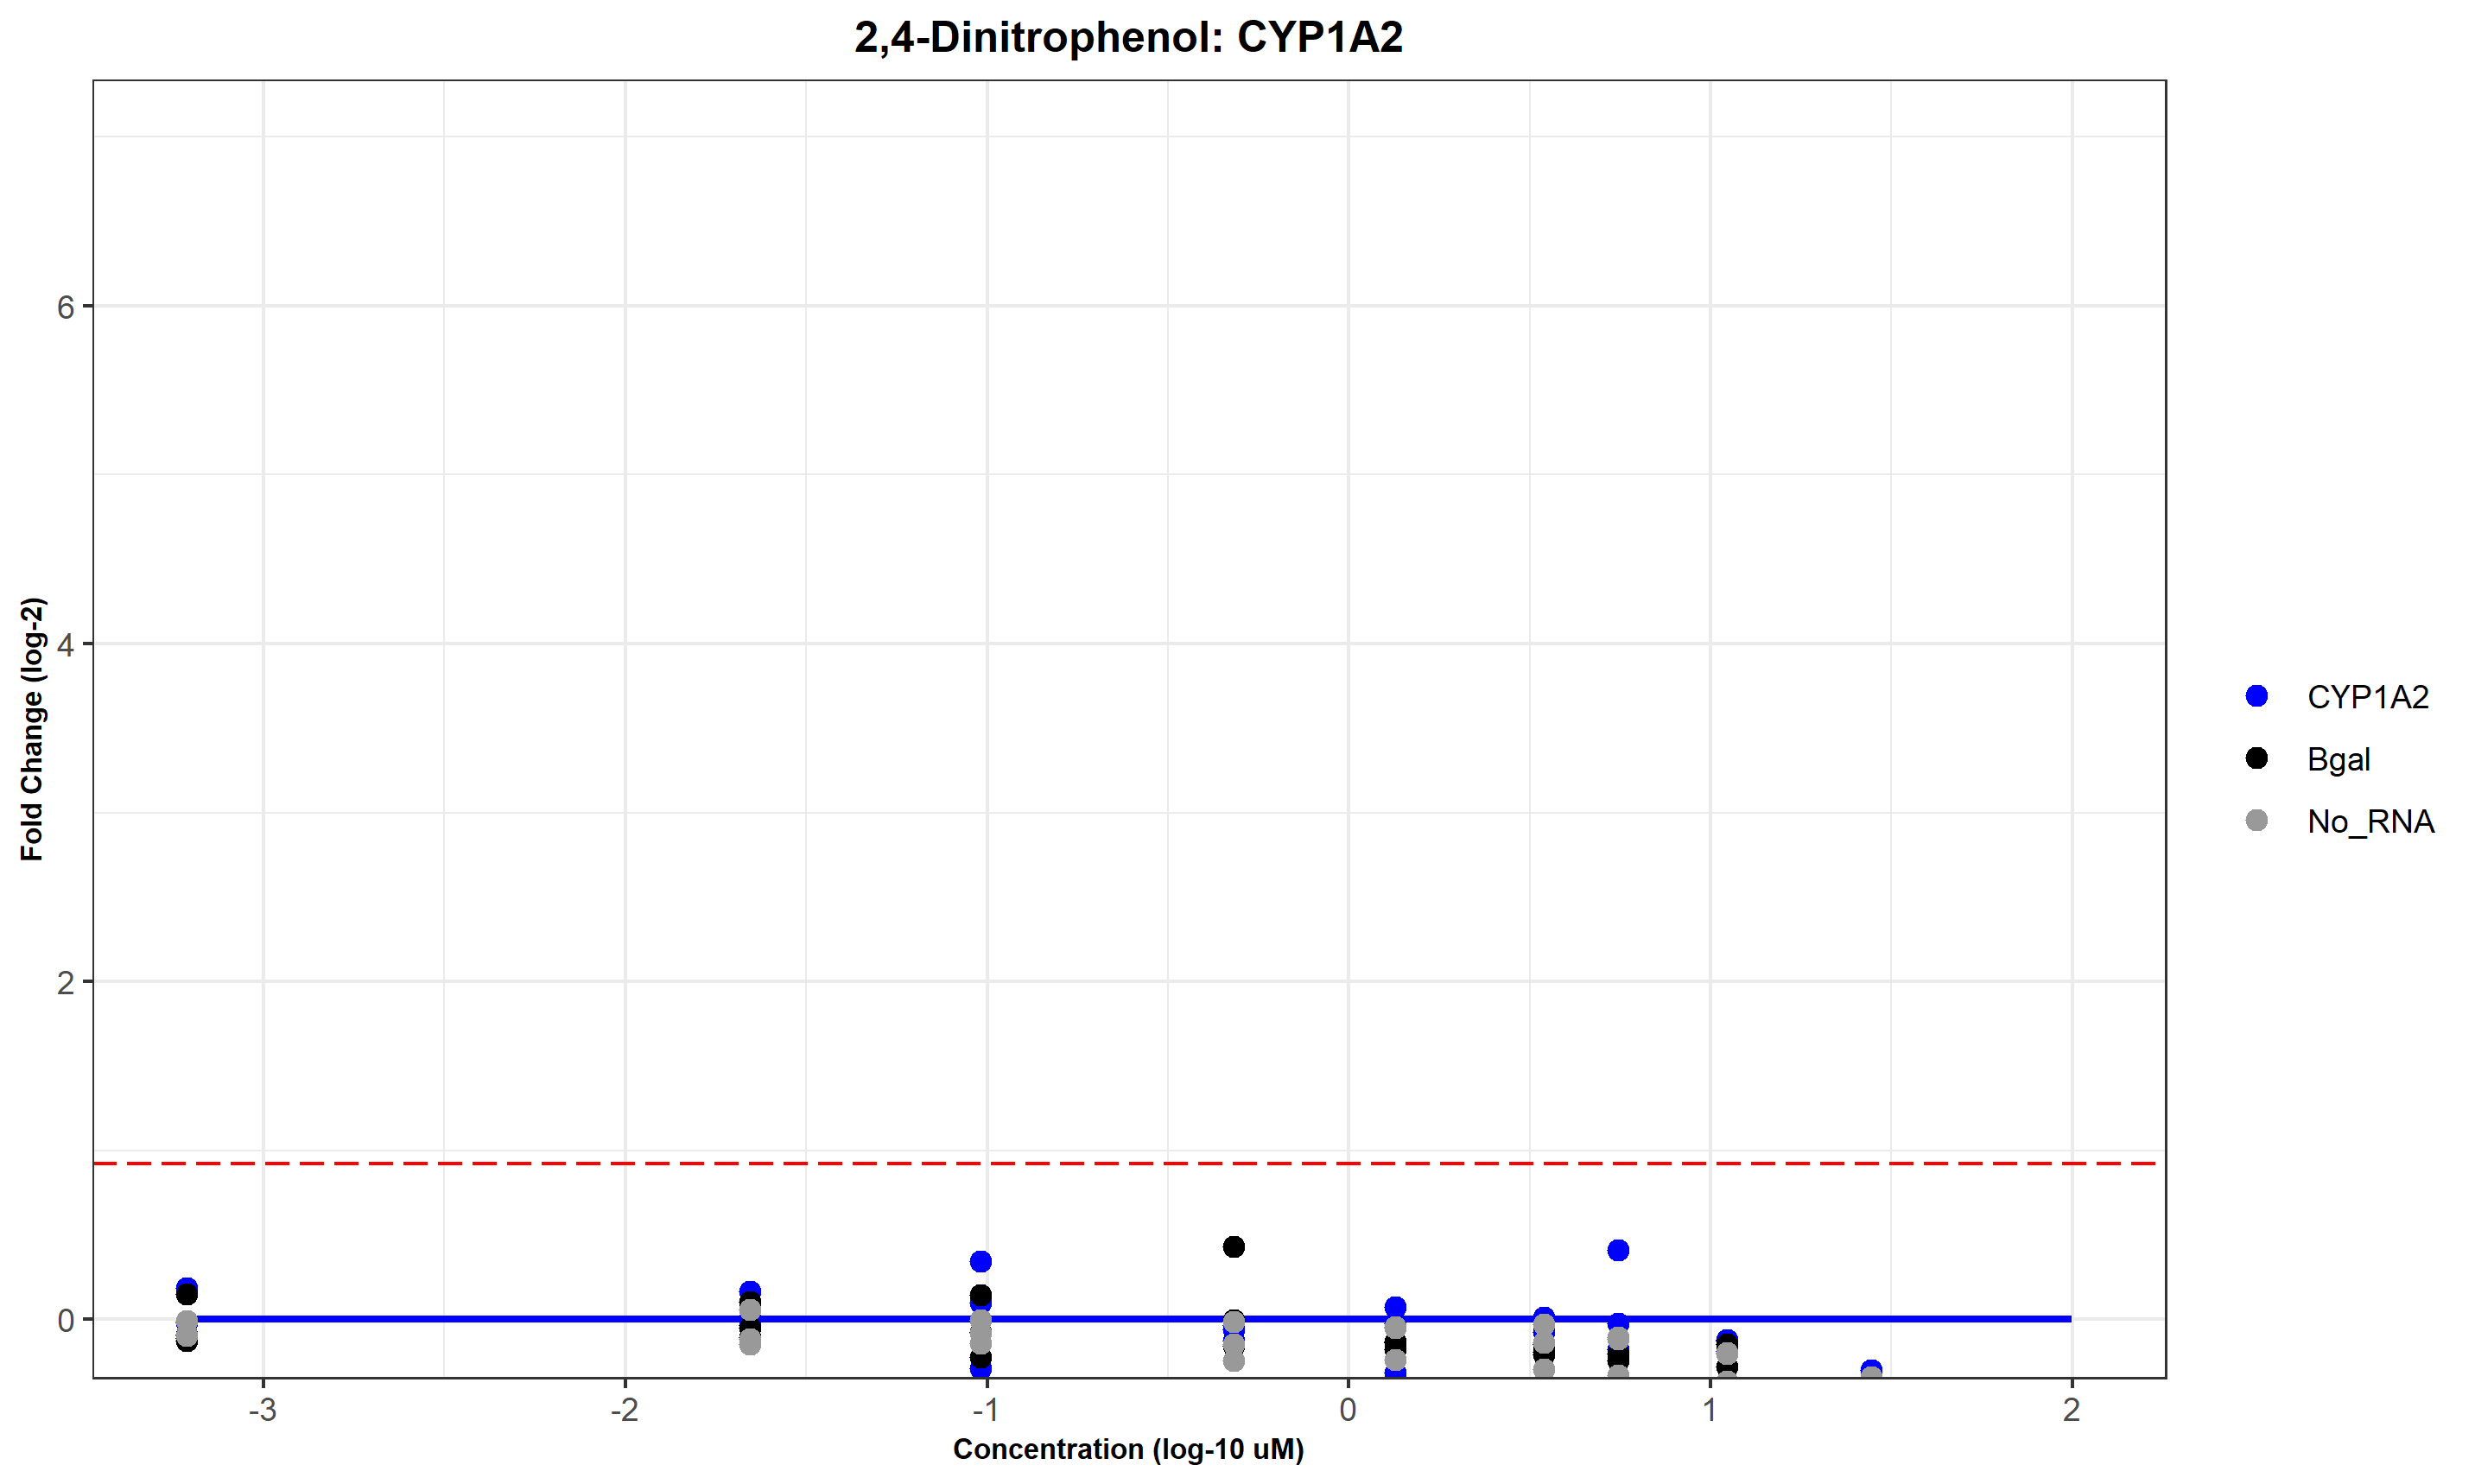 2,4-Dinitrophenol: CYP1A2
Fold Change (log-2)
6
4
2
0
-3
-2
-1
0
1
2
Concentration (log-10 uM)
CYP1A2
Bgal
No_RNA